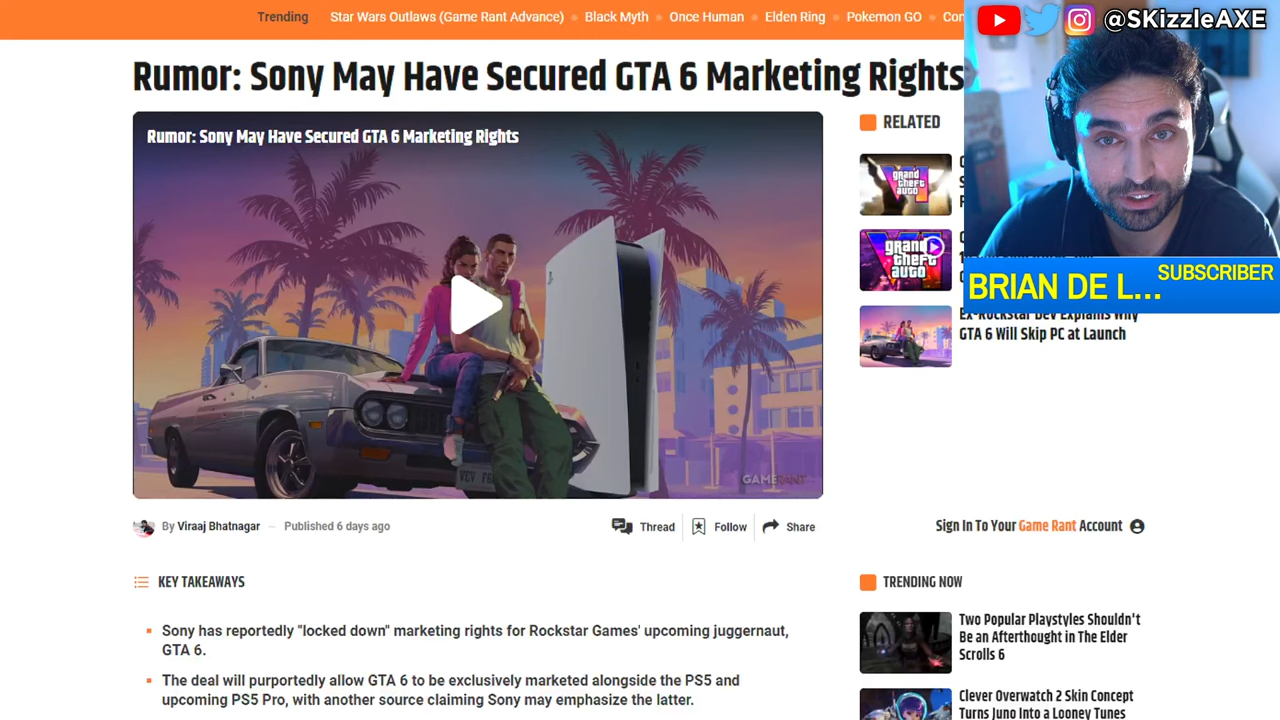 Trending
Star Wars Outlaws (Game Rant Advance)
Black Myth
Once Human
Elden Ring
Pokemon GO
@SKizzleAXE
Rumor: Sony May Have Secured GTA 6 Marketing Rights
Rumor: Sony May Have Secured GTA 6 Marketing Rights
GAMERANT
By Viraaj Bhatnagar
Published 6 days ago
Thread
Follow
Share
KEY TAKEAWAYS
Sony has reportedly "locked down" marketing rights for Rockstar Games' upcoming juggernaut,
GTA 6.
The deal will purportedly allow GTA 6 to be exclusively marketed alongside the PS5 and
upcoming PS5 Pro, with another source claiming Sony may emphasize the latter.
RELATED
grand
theft
auto
grand
theft
auto
SUBSCRIBER
BRIAN DE L...
Ex-Rockstar Dev Explains Why
GTA 6 Will Skip PC at Launch
Sign In To Your Game Rant Account
TRENDING NOW
Two Popular Playstyles Shouldn't
Be an Afterthought in The Elder
Scrolls 6
Clever Overwatch 2 Skin Concept
Turns Juno Into a Looney Tunes